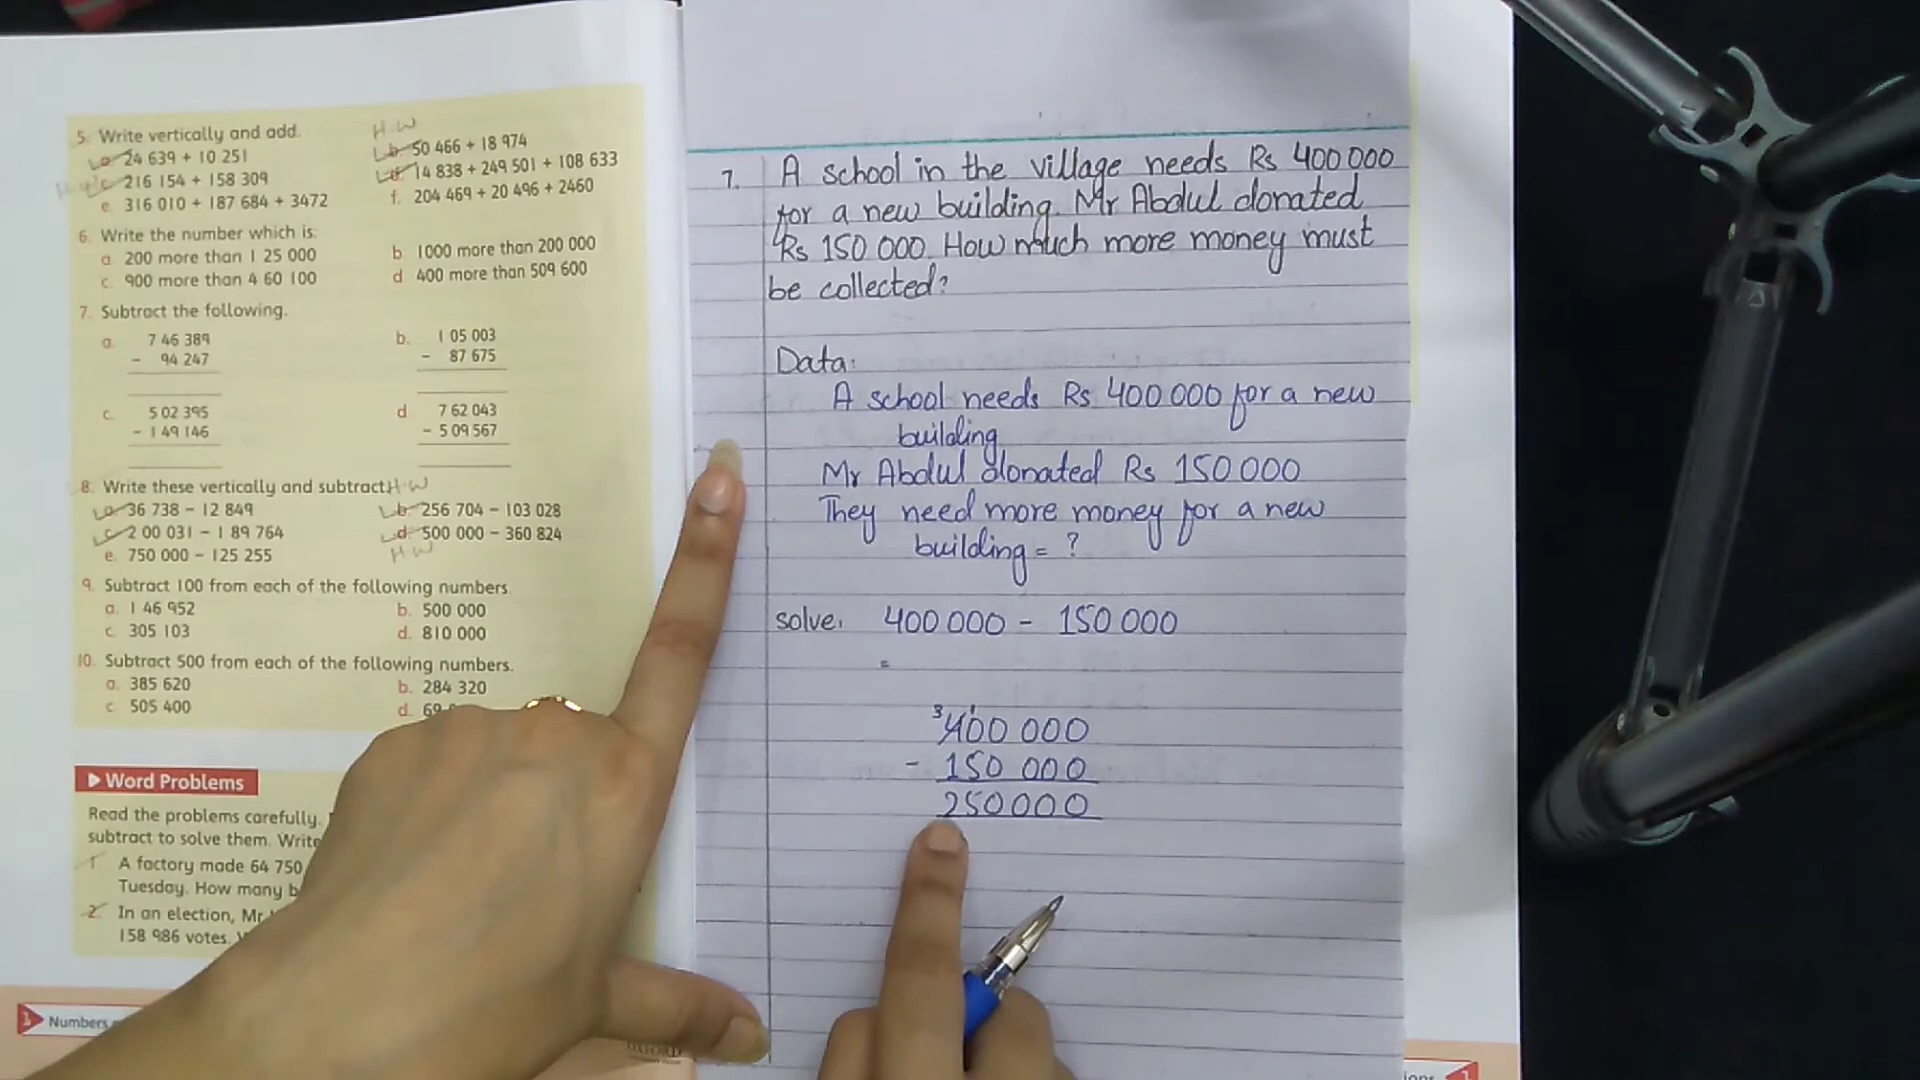 5. Write vertically and add.
H.W
a. 24 639 + 10 251
b. 50 466 + 18 974
c. 216 154 + 158 309
d. 14 838 + 249 501 + 108 633
e. 316 010 + 187 684 + 3472
f. 204 469 + 20 496 + 2460
6. Write the number which is:
a. 200 more than 1 25 000
b. 1000 more than 200 000
c. 900 more than 4 60 100
d. 400 more than 509 600
7. Subtract the following.
a. 7 46 389
- 94 247
b. 1 05 003
- 87 675
c. 5 02 395
- 1 49 146
d. 7 62 043
- 5 09 567
8. Write these vertically and subtract. H.W
a. 36 738 - 12 849
b. 256 704 - 103 028
c. 2 00 031 - 1 89 764
d. 500 000 - 360 824
e. 750 000 - 125 255
H W
9. Subtract 100 from each of the following numbers.
a. 1 46 952
b. 500 000
c. 305 103
d. 810 000
10. Subtract 500 from each of the following numbers.
a. 385 620
b. 284 320
c. 505 400
d. 69
Word Problems
Read the problems carefully.
subtract to solve them. Write
1. A factory made 64 750
Tuesday. How many b
2. In an election, Mr
158 986 votes.
1 Numbers
OXFORD
7. A school in the village needs Rs 400 000
for a new building. Mr Abdul donated
Rs 150 000. How much more money must
be collected?
Data:
A school needs Rs 400 000 for a new
building
Mr Abdul donated Rs 150 000
They need more money for a new
building = ?
solve: 400 000 - 150 000
=
3 1
400 000
- 150 000
250000
ions 1